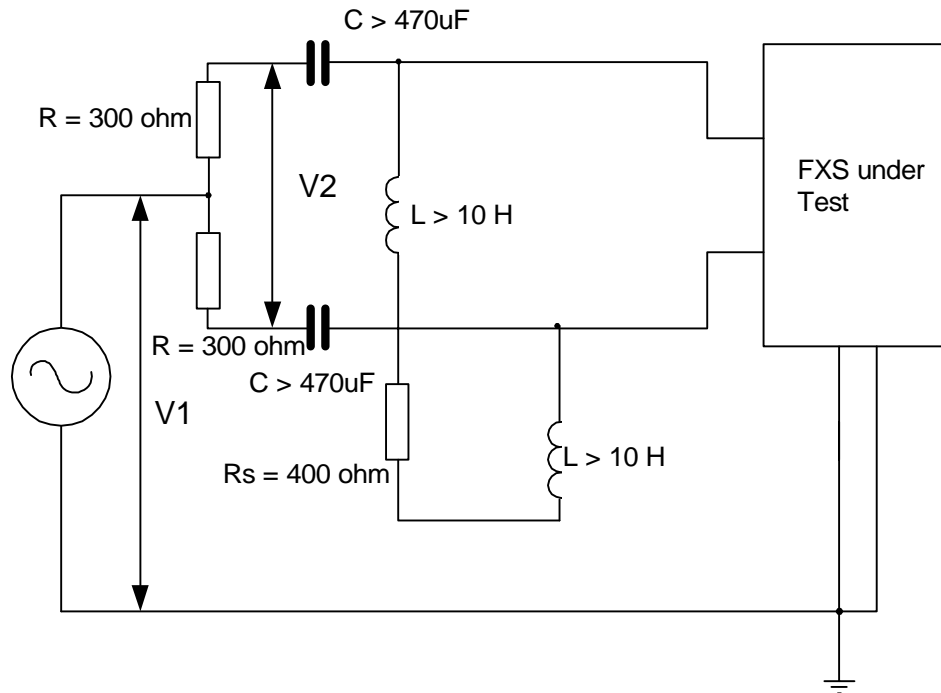 C > 470uF
R = 300 ohm
V2
FXS under
Test
L > 10 H
R = 300 ohm
C > 470uF
V1
L > 10 H
Rs = 400 ohm